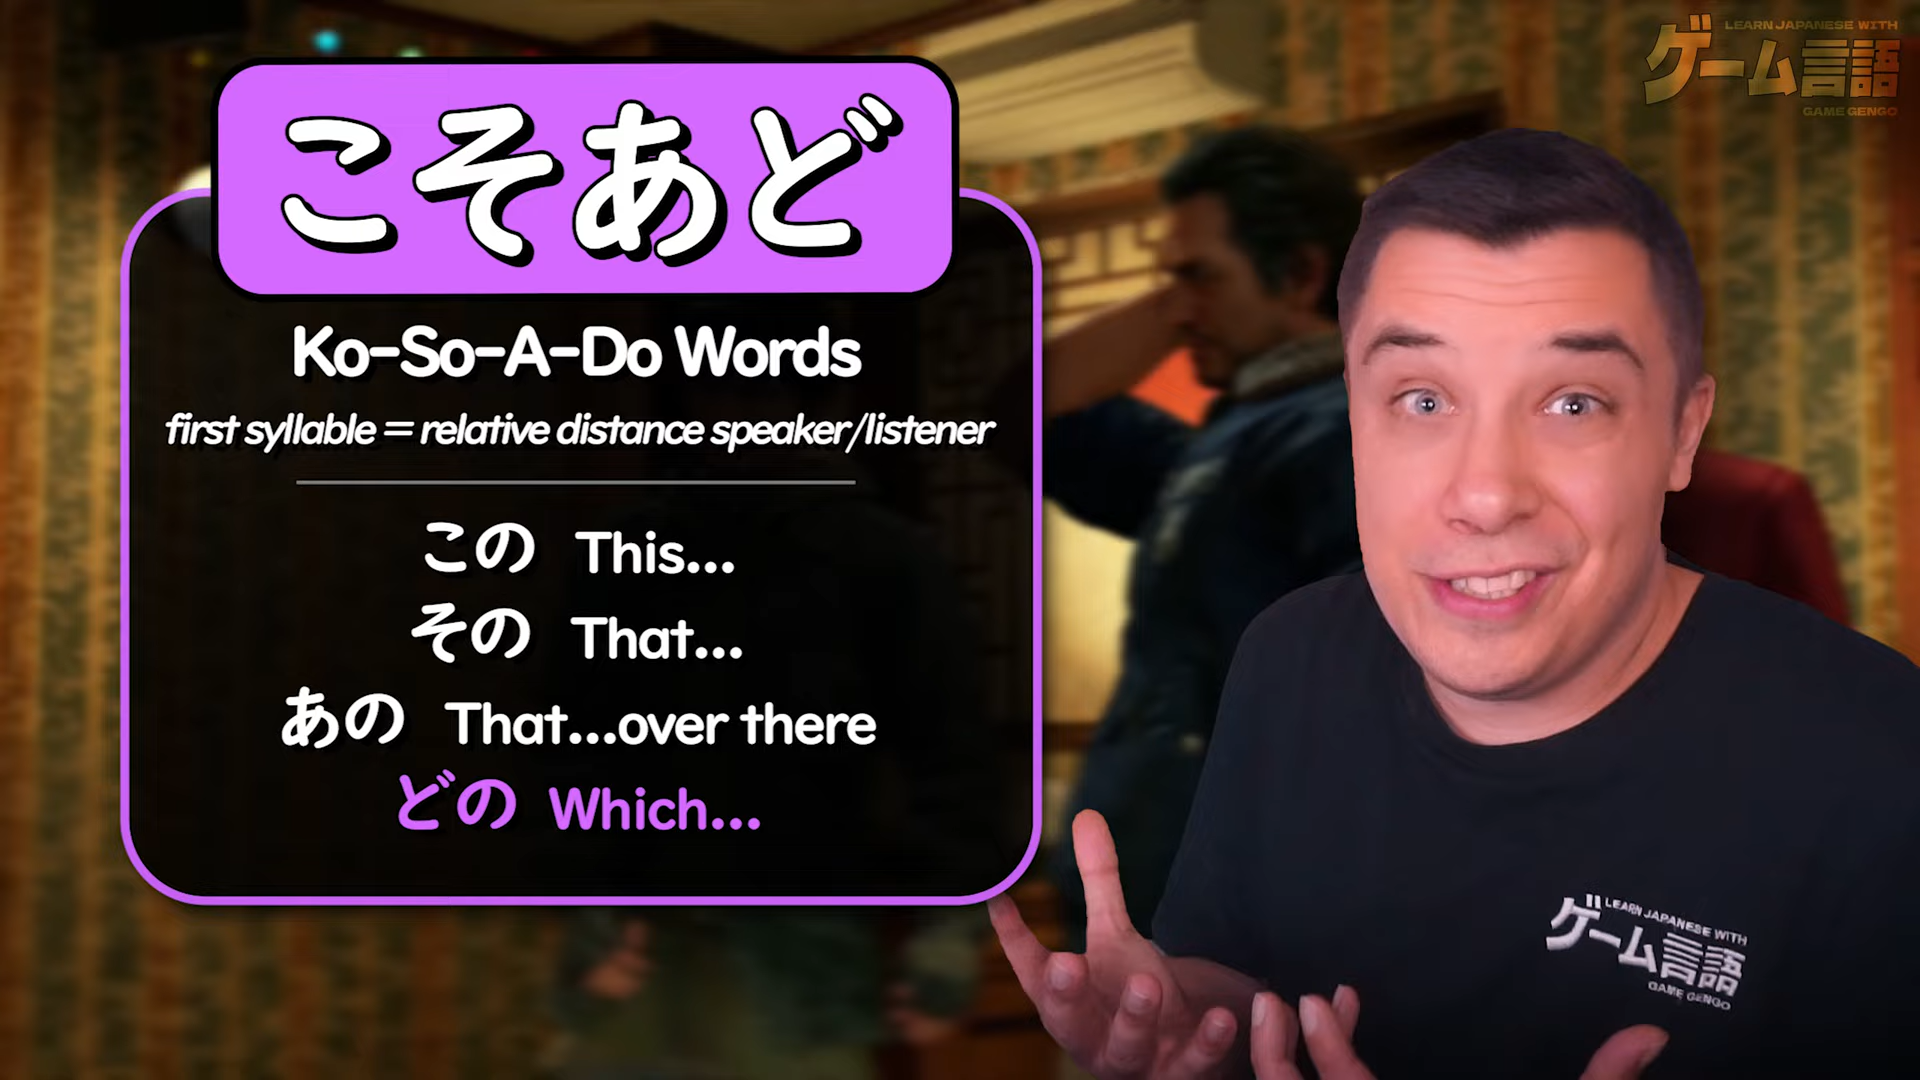 こそあど
Ko-So-A-Do Words
first syllable = relative distance speaker/listener
この This...
その That...
あの That...over there
どの Which...
LEARN JAPANESE WITH
ゲーム言語
GAME GENGO
LEARN JAPANESE WITH
ゲーム言語
GAME GENGO